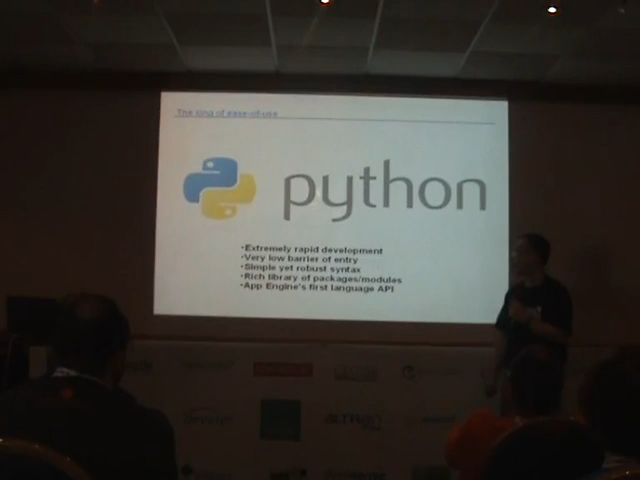 The king of ease-of-use
python
•Extremely rapid development
•Very low barrier of entry
•Simple yet robust syntax
•Rich library of packages/modules
•App Engine's first language API